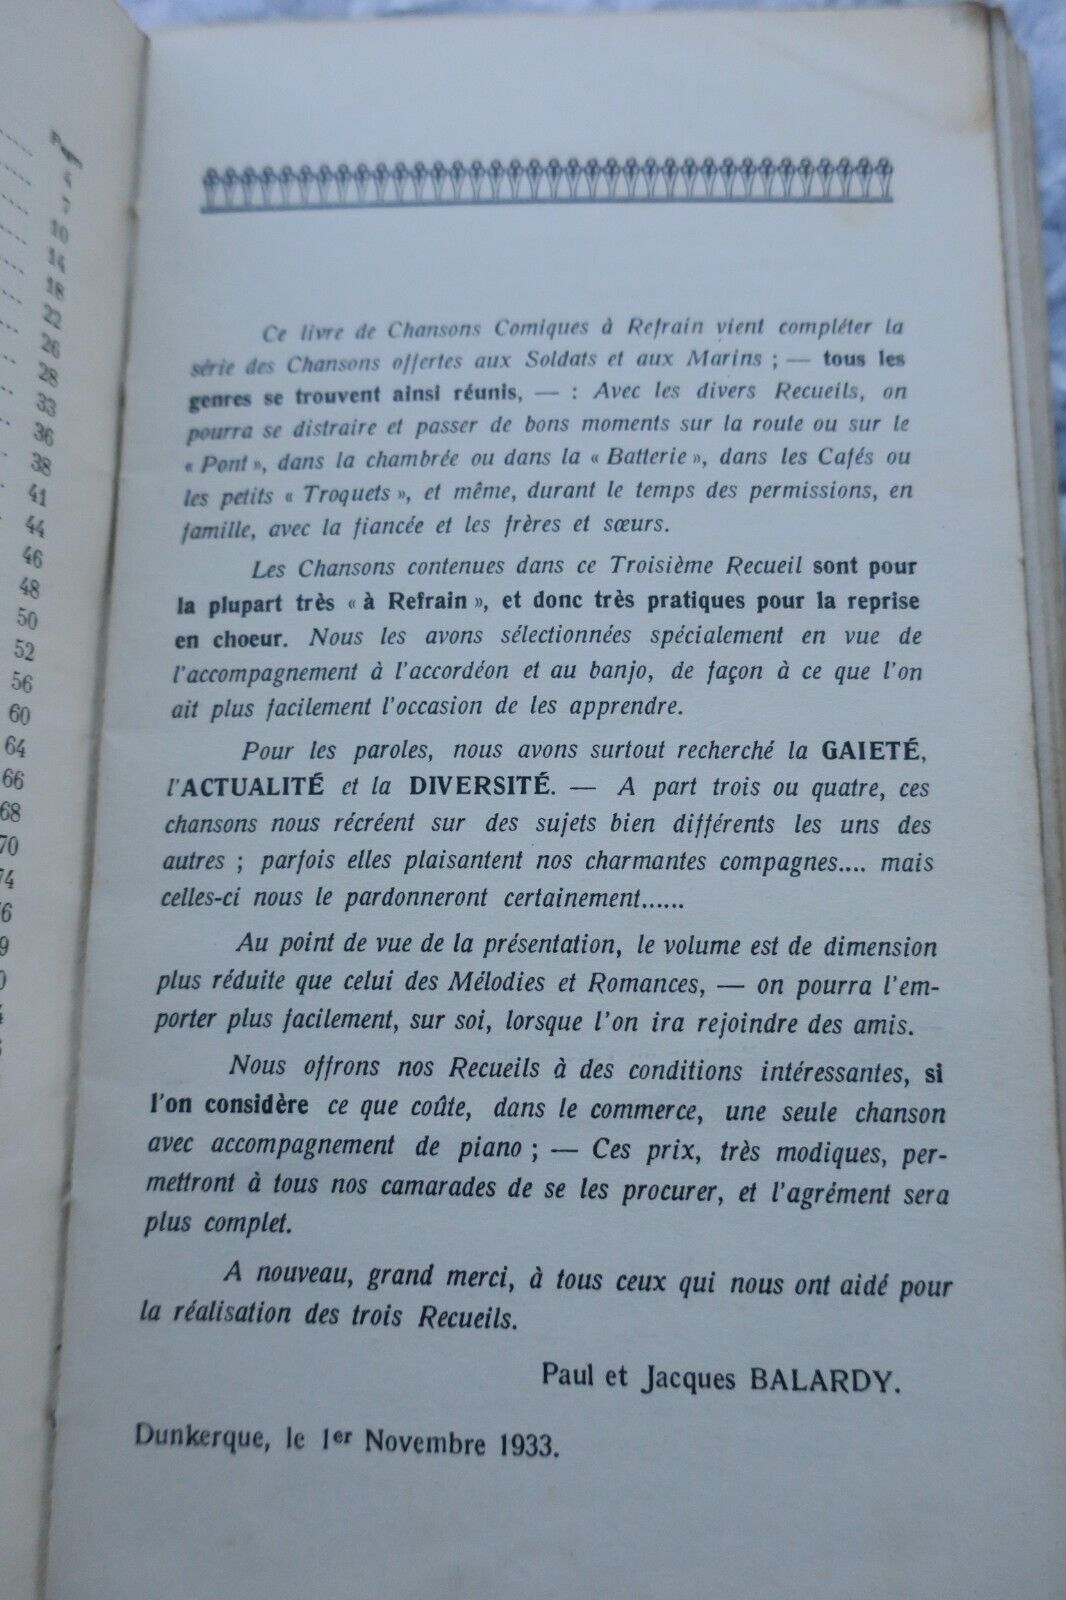 Pages
4
7
10
14
18
22
26
28
33
36
38
41
44
46
48
50
52
56
60
64
66
68
70
74
Ce livre de Chansons Comiques à Refrain vient compléter la
série des Chansons offertes aux Soldats et aux Marins ; — tous les
genres se trouvent ainsi réunis, — : Avec les divers Recueils, on
pourra se distraire et passer de bons moments sur la route ou sur le
« Pont », dans la chambrée ou dans la « Batterie », dans les Cafés ou
les petits « Troquets », et même, durant le temps des permissions, en
famille, avec la fiancée et les frères et sœurs.
Les Chansons contenues dans ce Troisième Recueil sont pour
la plupart très « à Refrain », et donc très pratiques pour la reprise
en choeur. Nous les avons sélectionnées spécialement en vue de
l'accompagnement à l'accordéon et au banjo, de façon à ce que l'on
ait plus facilement l'occasion de les apprendre.
Pour les paroles, nous avons surtout recherché la GAIETÉ,
l'ACTUALITÉ et la DIVERSITÉ. — A part trois ou quatre, ces
chansons nous récréent sur des sujets bien différents les uns des
autres ; parfois elles plaisantent nos charmantes compagnes.... mais
celles-ci nous le pardonneront certainement......
Au point de vue de la présentation, le volume est de dimension
plus réduite que celui des Mélodies et Romances, — on pourra l'em-
porter plus facilement, sur soi, lorsque l'on ira rejoindre des amis.
Nous offrons nos Recueils à des conditions intéressantes, si
l'on considère ce que coûte, dans le commerce, une seule chanson
avec accompagnement de piano ; — Ces prix, très modiques, per-
mettront à tous nos camarades de se les procurer, et l'agrément sera
plus complet.
A nouveau, grand merci, à tous ceux qui nous ont aidé pour
la réalisation des trois Recueils.
Paul et Jacques BALARDY.
Dunkerque, le 1er Novembre 1933.